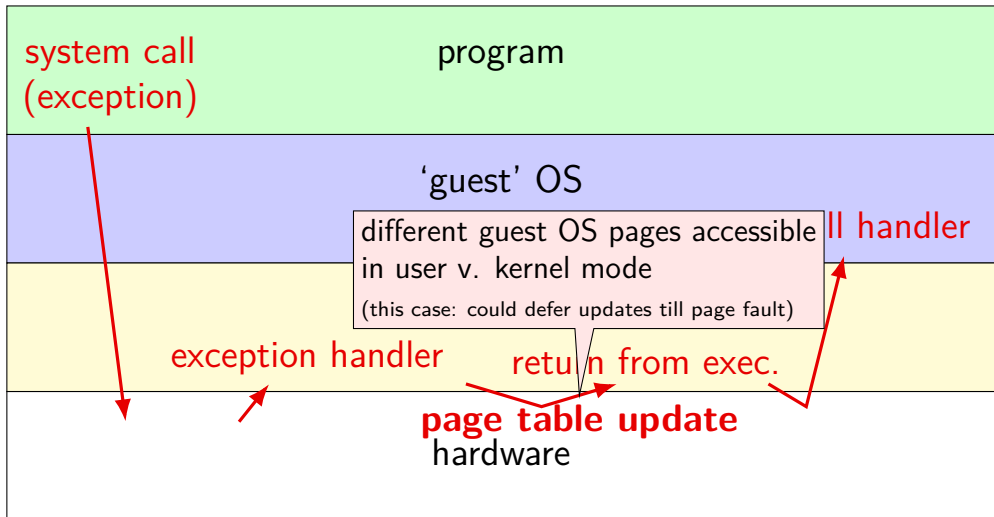 system call
(exception)
program
‘guest’ OS
different guest OS pages accessible
in user v. kernel mode
(this case: could defer updates till page fault)
ll handler
exception handler
return from exec.
page table update
hardware